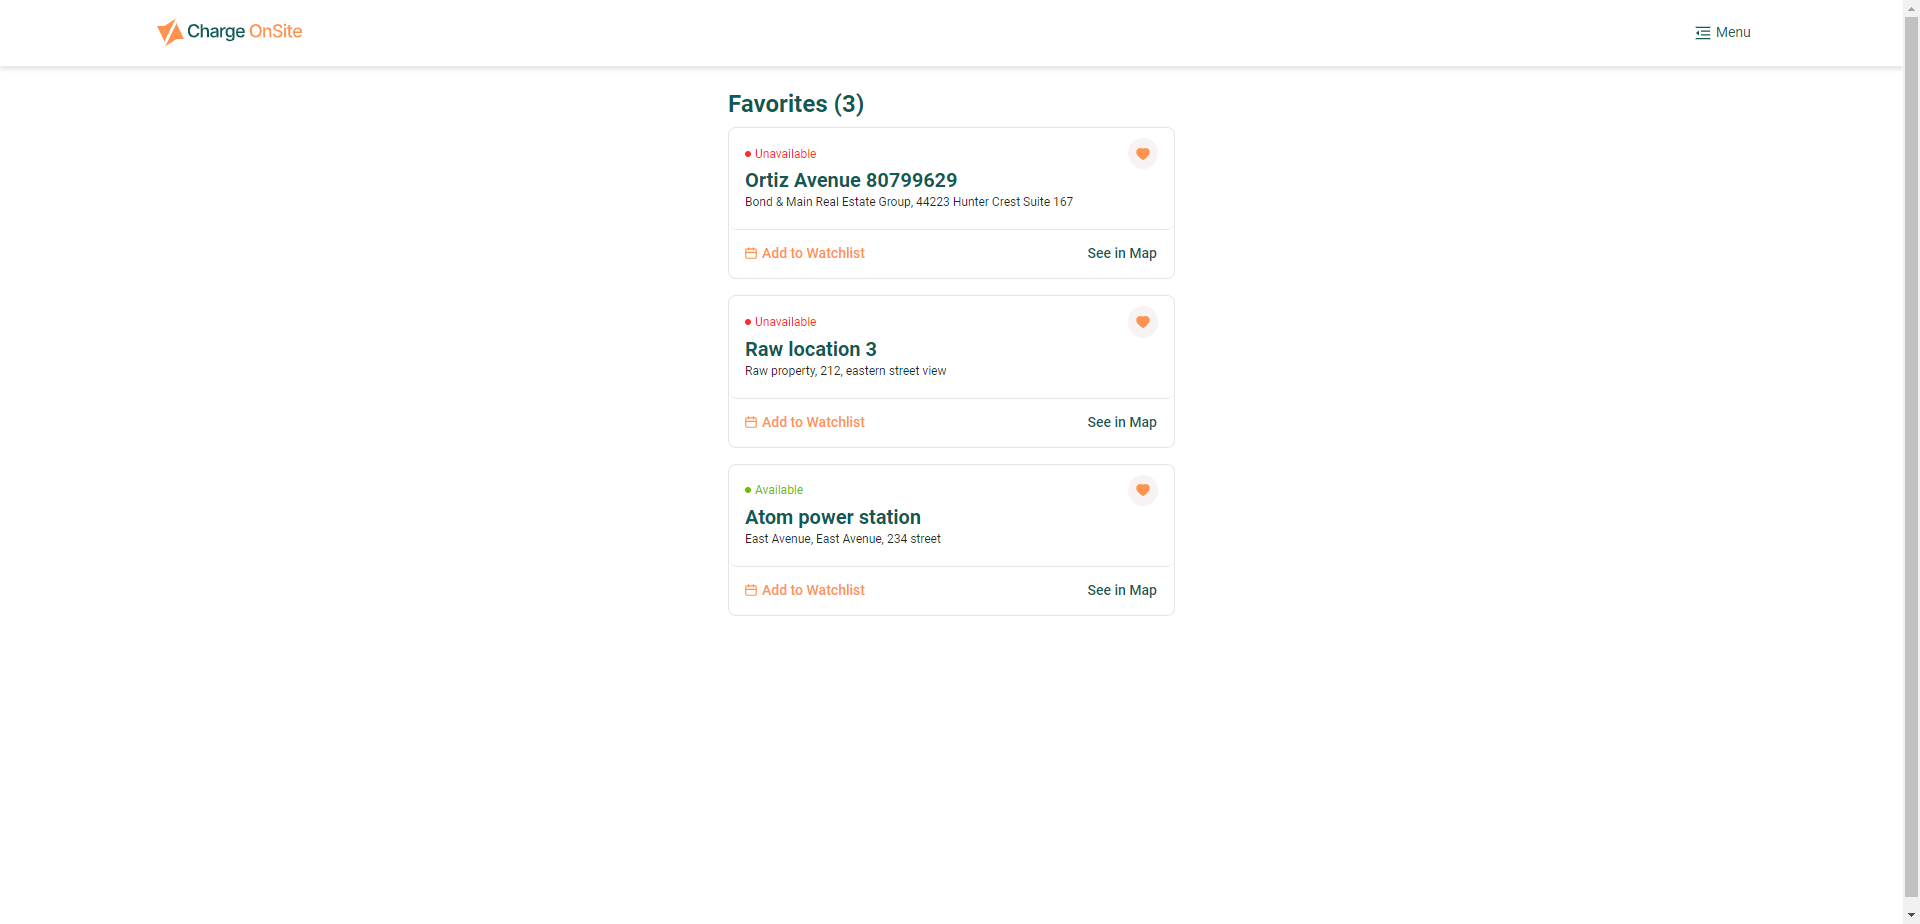 Charge OnSite
Menu
Favorites (3)
Unavailable
Ortiz Avenue 80799629
Bond & Main Real Estate Group, 44223 Hunter Crest Suite 167
Add to Watchlist
See in Map
Unavailable
Raw location 3
Raw property, 212, eastern street view
Add to Watchlist
See in Map
Available
Atom power station
East Avenue, East Avenue, 234 street
Add to Watchlist
See in Map